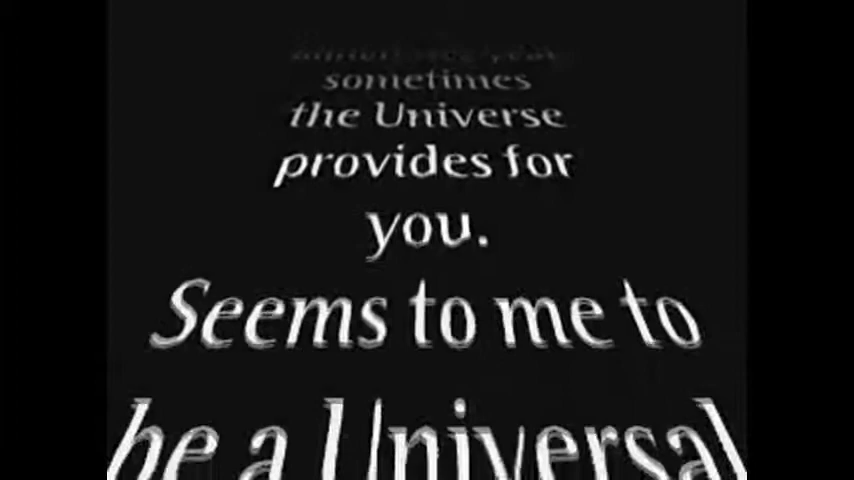 sometimes
the Universe
provides for
you.
Seems to me to
be a Universal